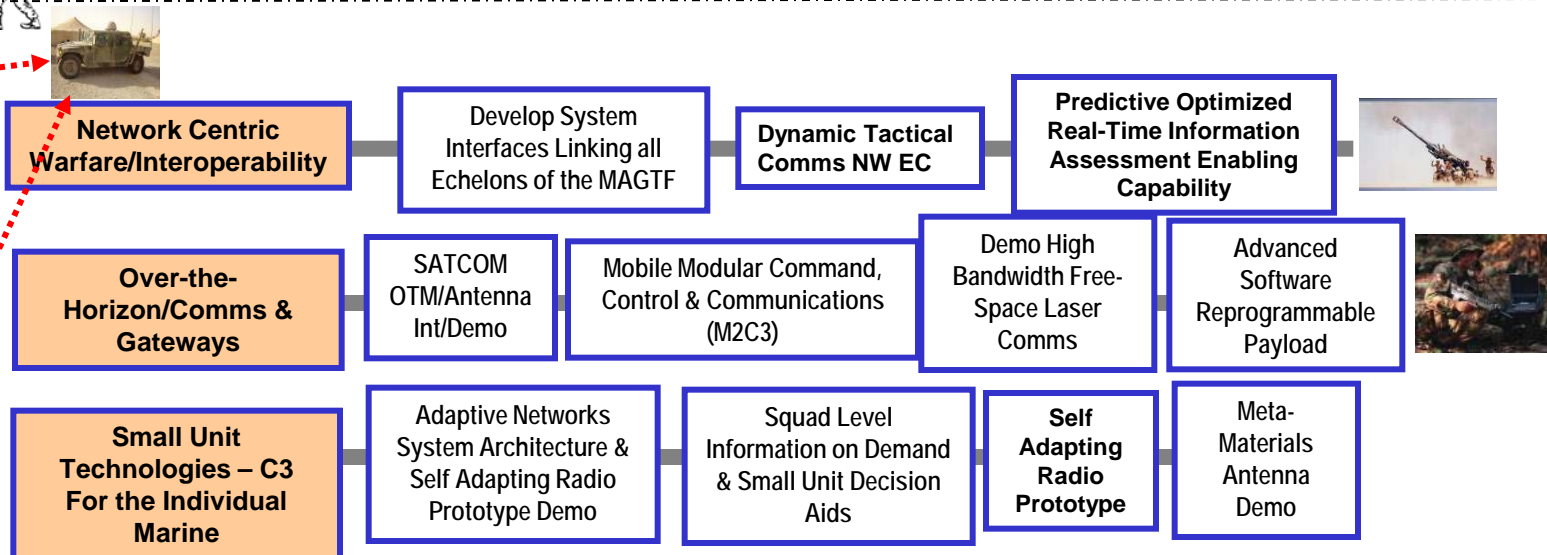 Network Centric
Warfare/Interoperability
Develop System
Interfaces Linking all
Echelons of the MAGTF
Dynamic Tactical
Comms NW EC
Predictive Optimized
Real-Time Information
Assessment Enabling
Capability
Over-the-
Horizon/Comms &
Gateways
SATCOM
OTM/Antenna
Int/Demo
Mobile Modular Command,
Control & Communications
(M2C3)
Demo High
Bandwidth Free-
Space Laser
Comms
Advanced
Software
Reprogrammable
Payload
Small Unit
Technologies – C3
For the Individual
Marine
Adaptive Networks
System Architecture &
Self Adapting Radio
Prototype Demo
Squad Level
Information on Demand
& Small Unit Decision
Aids
Self
Adapting
Radio
Prototype
Meta-
Materials
Antenna
Demo